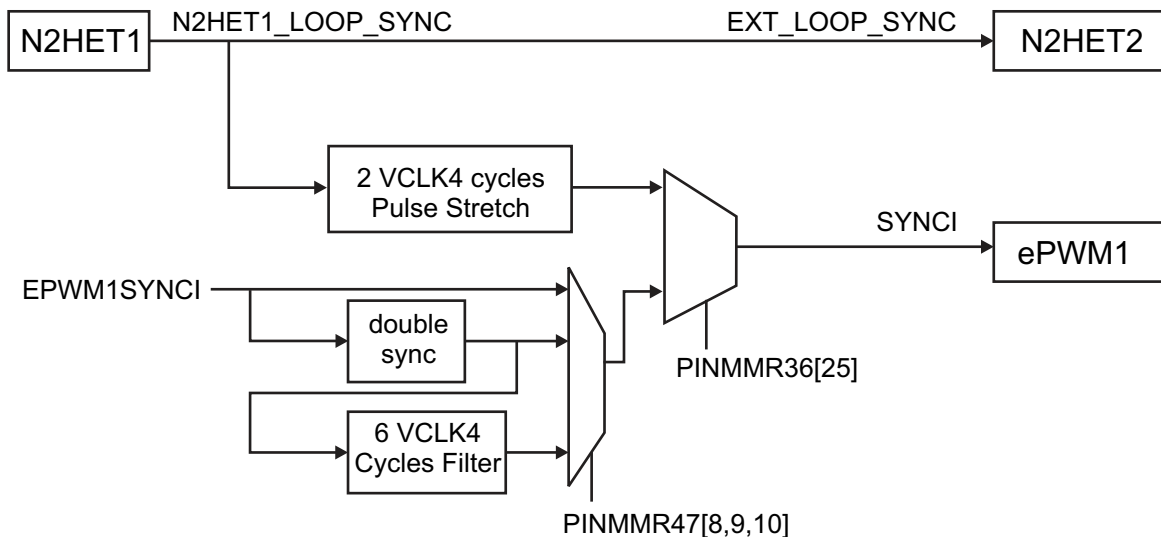 N2HET1
N2HET1_LOOP_SYNC
EXT_LOOP_SYNC
N2HET2
2 VCLK4 cycles
Pulse Stretch
SYNCI
ePWM1
EPWM1SYNCI
double
sync
PINMMR36[25]
6 VCLK4
Cycles Filter
PINMMR47[8,9,10]